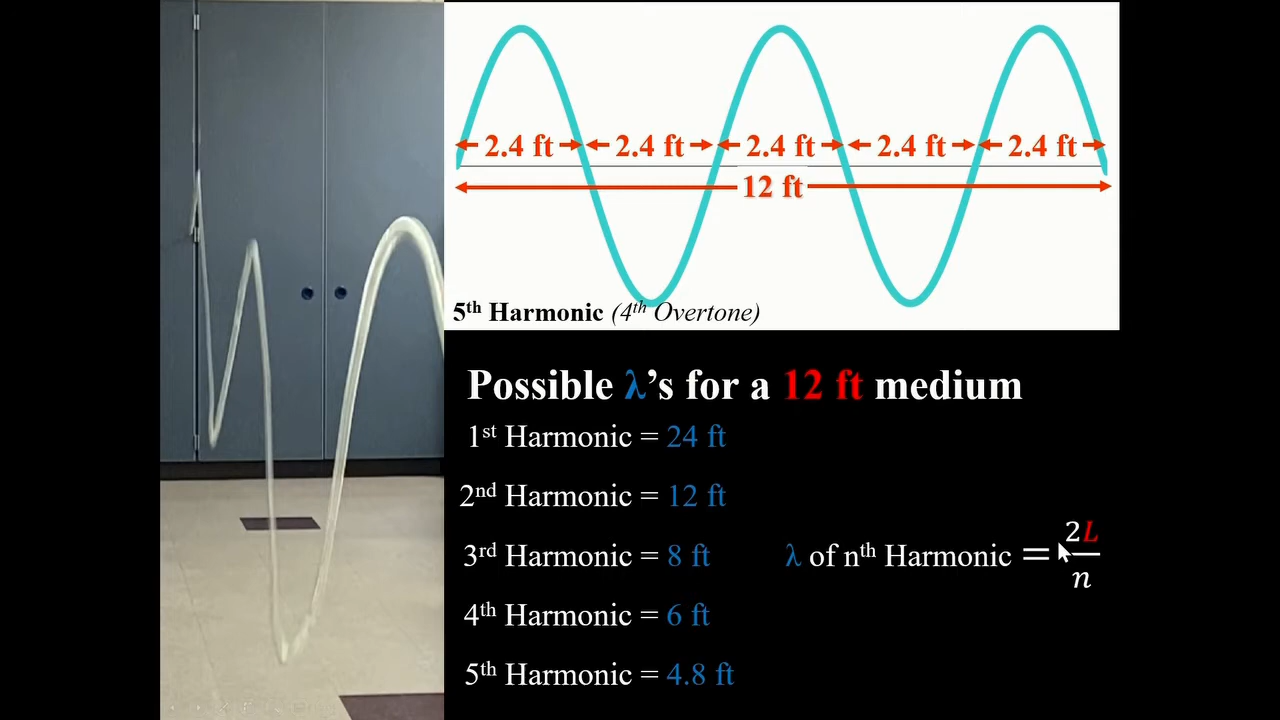 2.4 ft 2.4 ft 2.4 ft 2.4 ft 2.4 ft
12 ft
5th Harmonic (4th Overtone)
Possible λ's for a 12 ft medium
1st Harmonic = 24 ft
2nd Harmonic = 12 ft
3rd Harmonic = 8 ft
λ of nth Harmonic = 2L/n
4th Harmonic = 6 ft
5th Harmonic = 4.8 ft